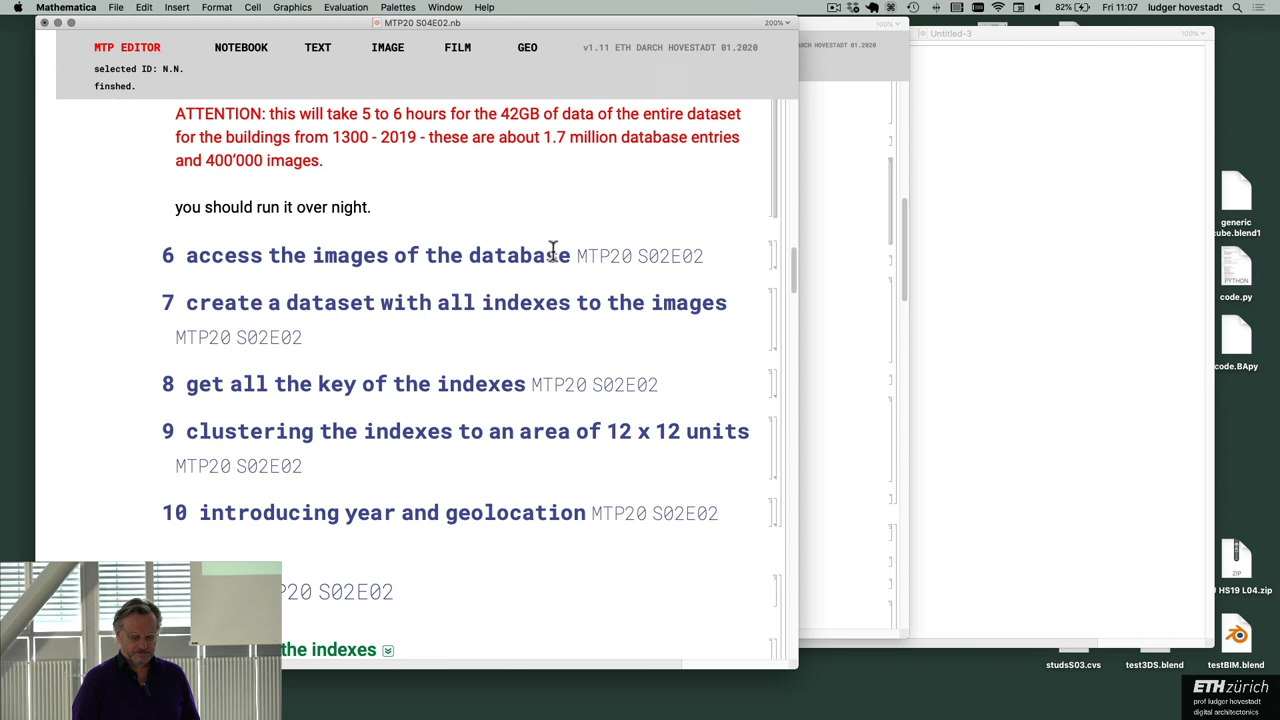 Mathematica File Edit Insert Format Cell Graphics Evaluation Palettes Window Help 82% Fri 11:07 ludger hovestadt
MTP20 S04E02.nb 200%
100%
Untitled-3 100%
MTP EDITOR NOTEBOOK TEXT IMAGE FILM GEO v1.11 ETH DARCH HOVESTADT 01.2020
DARCH HOVESTADT 01.2020
selected ID: N.N.
finshed.
ATTENTION: this will take 5 to 6 hours for the 42GB of data of the entire dataset
for the buildings from 1300 - 2019 - these are about 1.7 million database entries
and 400’000 images.
you should run it over night.
6 access the images of the database MTP20 S02E02
7 create a dataset with all indexes to the images
MTP20 S02E02
8 get all the key of the indexes MTP20 S02E02
9 clustering the indexes to an area of 12 x 12 units
MTP20 S02E02
10 introducing year and geolocation MTP20 S02E02
P20 S02E02
the indexes
generic
cube.blend1
code.py
code.BApy
ZIP
HS19 L04.zip
studsS03.cvs
test3DS.blend
testBIM.blend
ETH zürich
prof ludger hovestadt
digital architectonics